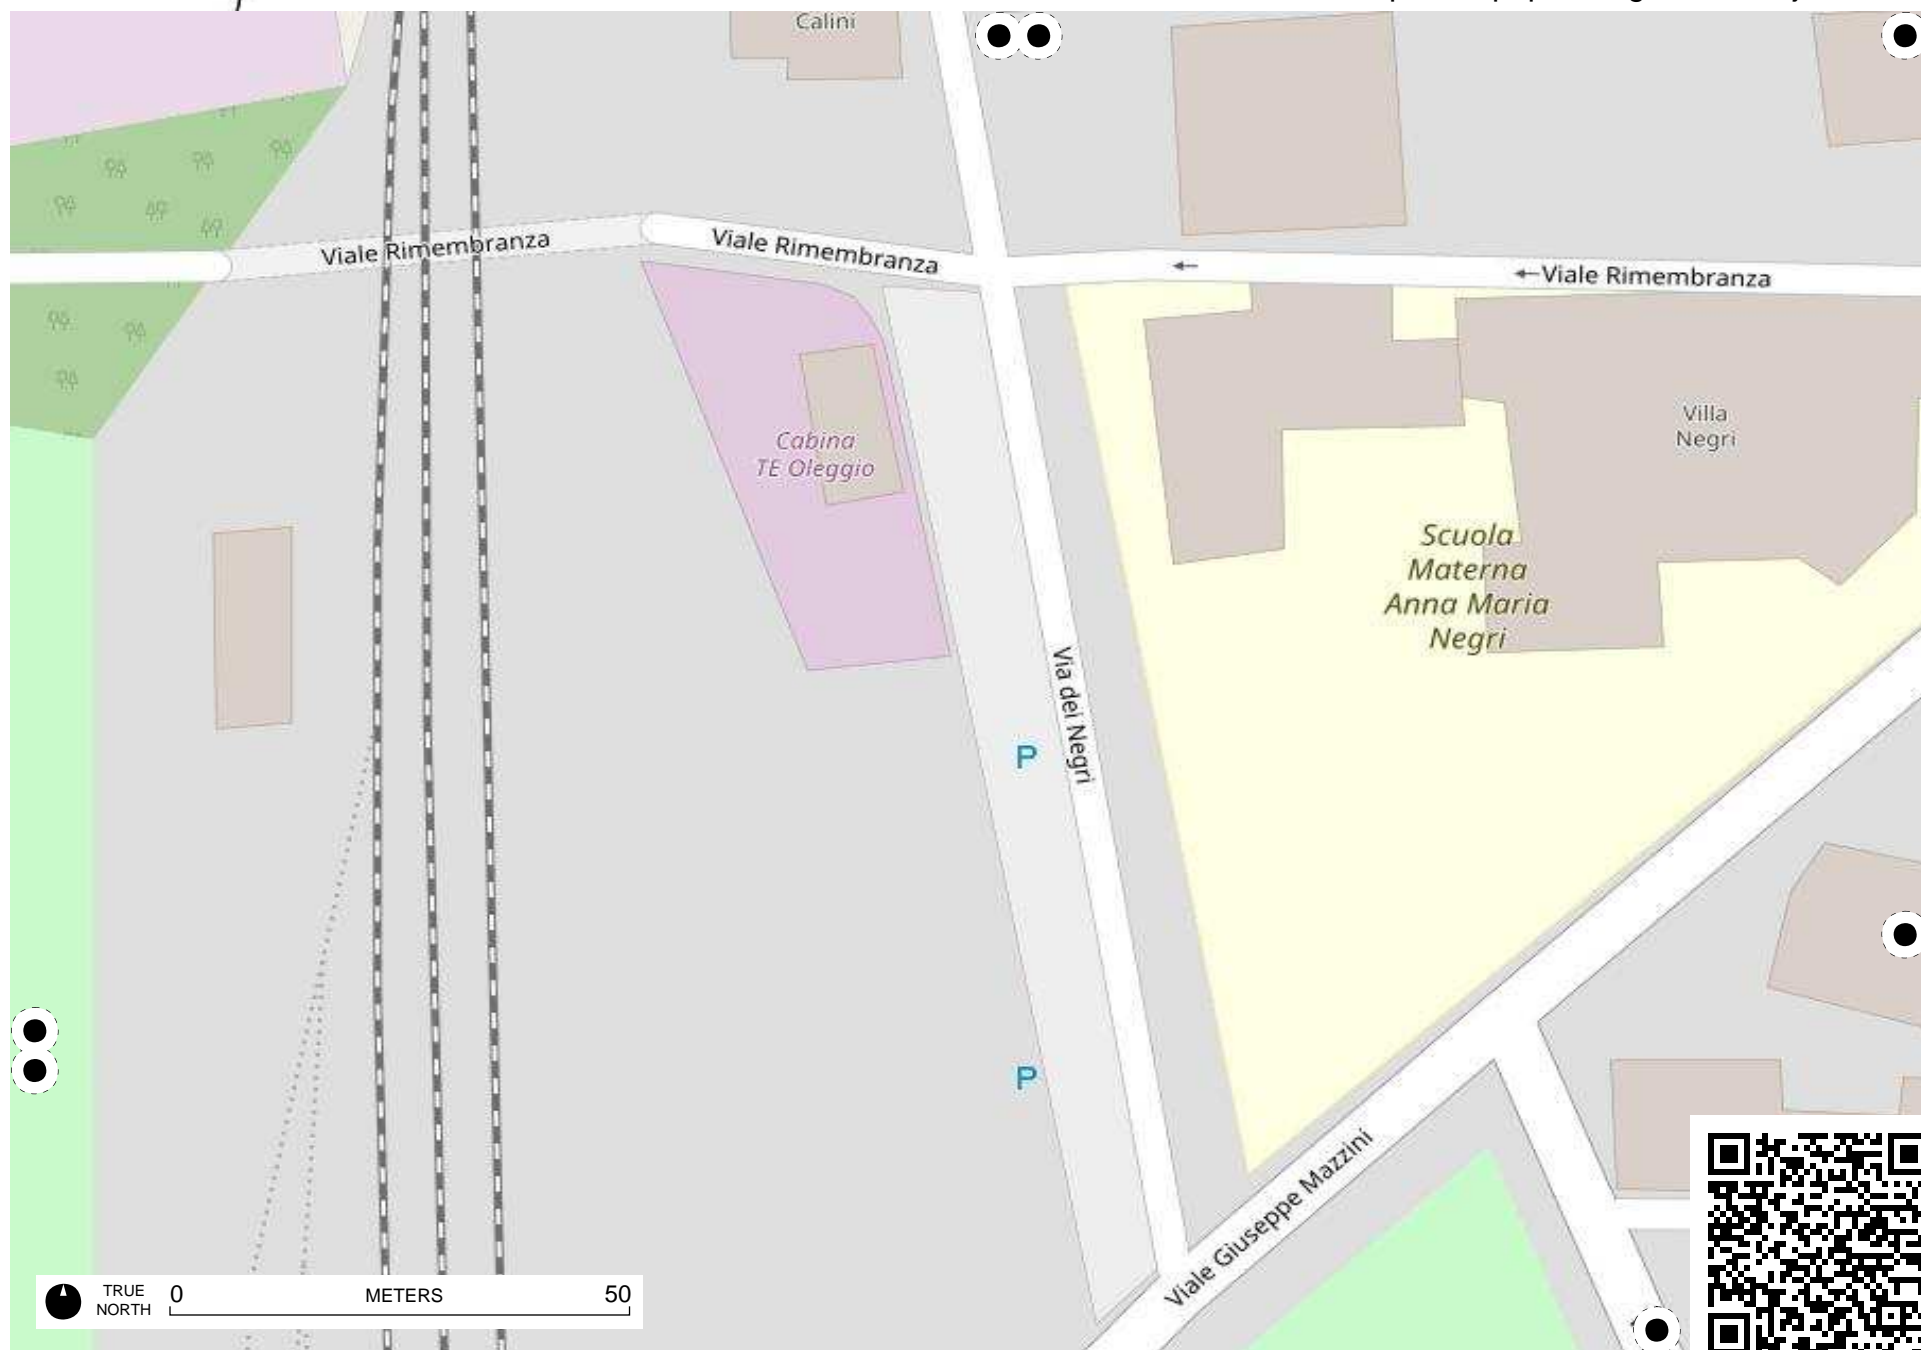 Calini
Viale Rimembranza
Viale Rimembranza
Viale Rimembranza
Villa
Negri
Cabina
TE Oleggio
Scuola
Materna
Anna Maria
Negri
Via dei Negri
P
P
Viale Giuseppe Mazzini
TRUE
NORTH
0 METERS 50